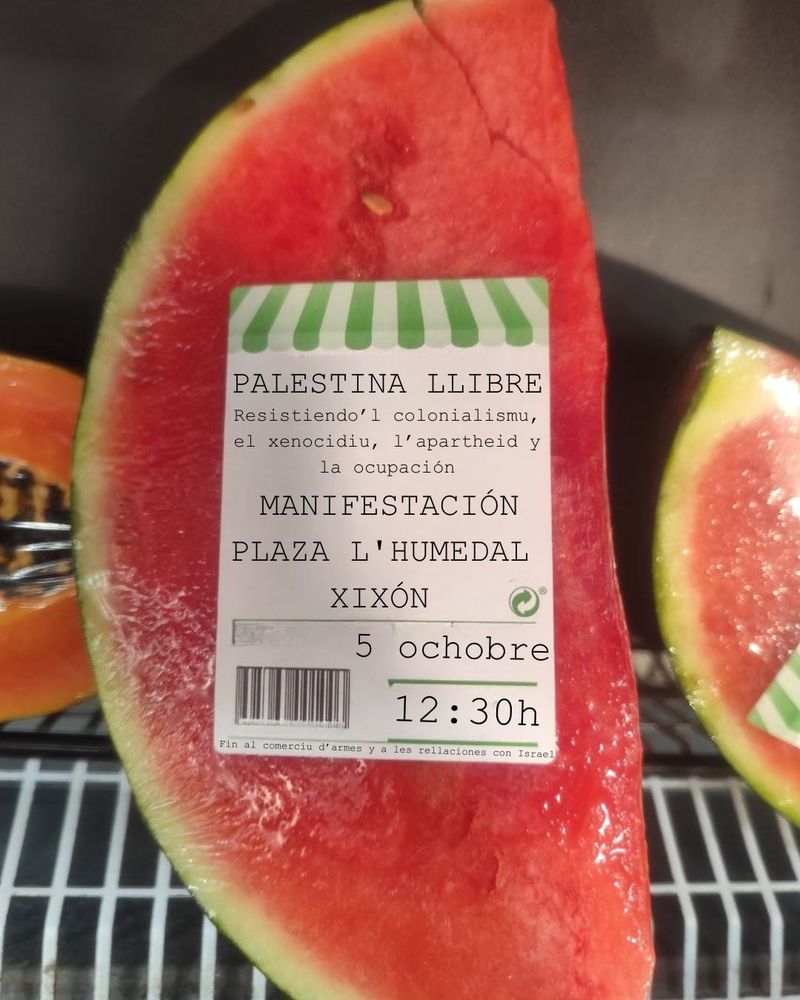 PALESTINA LLIBRE
Resistiendo’l colonialismu,
el xenocidiu, l’apartheid y
la ocupación
MANIFESTACIÓN
PLAZA L'HUMEDAL
XIXÓN
®
5 ochobre
12:30h
Fin al comerciu d’armes y a les rellaciones con Israel